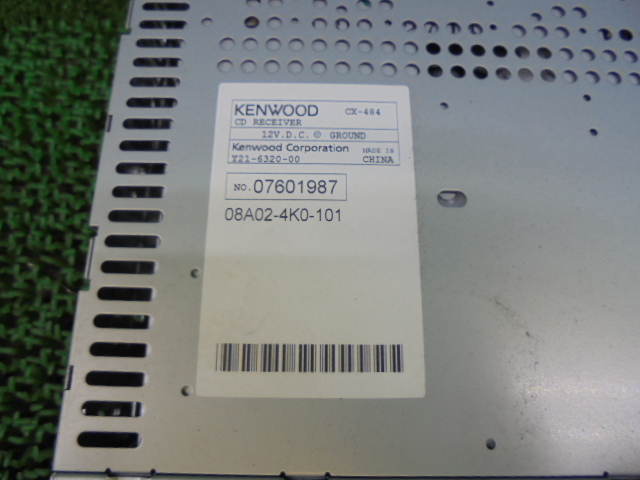 KENWOOD CX-484
CD RECEIVER
12V.D.C. ⊖ GROUND
Kenwood Corporation MADE IN
Y21-6320-00 CHINA
NO. 07601987
08A02-4K0-101